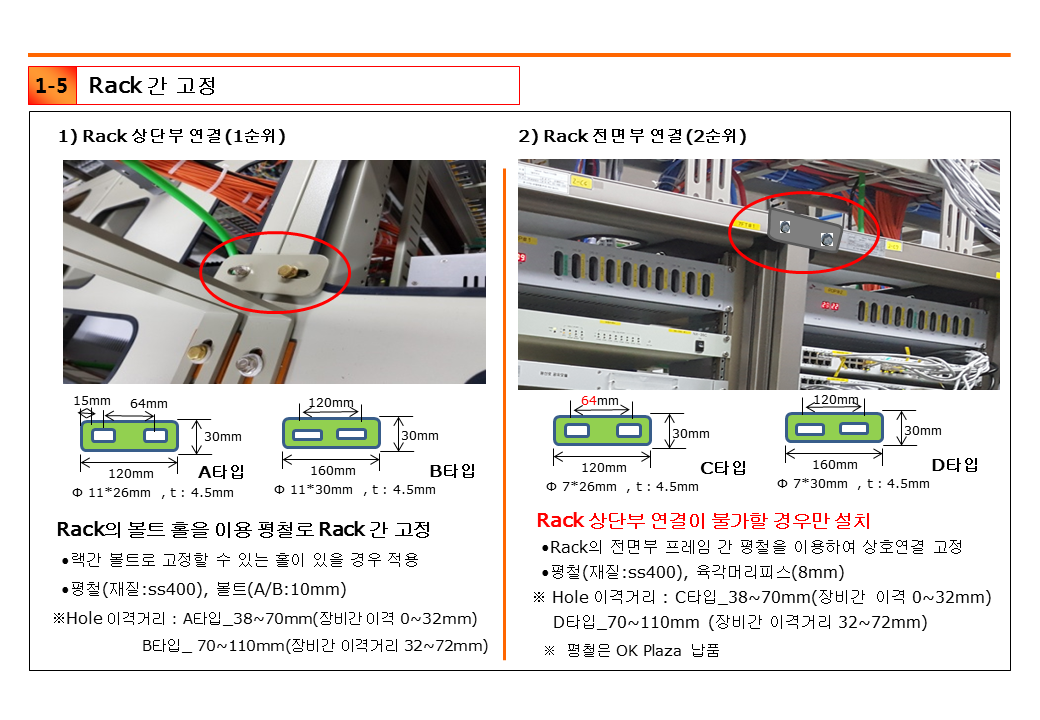 1-5 Rack 간 고정
1) Rack 상단부 연결(1순위)
2) Rack 전면부 연결(2순위)
15mm 64mm
30mm
120mm
A타입
Φ 11*26mm , t : 4.5mm
120mm
30mm
160mm
B타입
Φ 11*30mm , t : 4.5mm
64mm
30mm
120mm
C타입
Φ 7*26mm , t : 4.5mm
120mm
30mm
160mm
D타입
Φ 7*30mm , t : 4.5mm
Rack의 볼트 홀을 이용 평철로 Rack 간 고정
•랙간 볼트로 고정할 수 있는 홀이 있을 경우 적용
•평철(재질:ss400), 볼트(A/B:10mm)
※Hole 이격거리 : A타입_38~70mm(장비간 이격 0~32mm)
B타입_ 70~110mm(장비간 이격거리 32~72mm)
Rack 상단부 연결이 불가할 경우만 설치
•Rack의 전면부 프레임 간 평철을 이용하여 상호연결 고정
•평철(재질:ss400), 육각머리피스(8mm)
※ Hole 이격거리 : C타입_38~70mm(장비간 이격 0~32mm)
D타입_70~110mm (장비간 이격거리 32~72mm)
※ 평철은 OK Plaza 납품